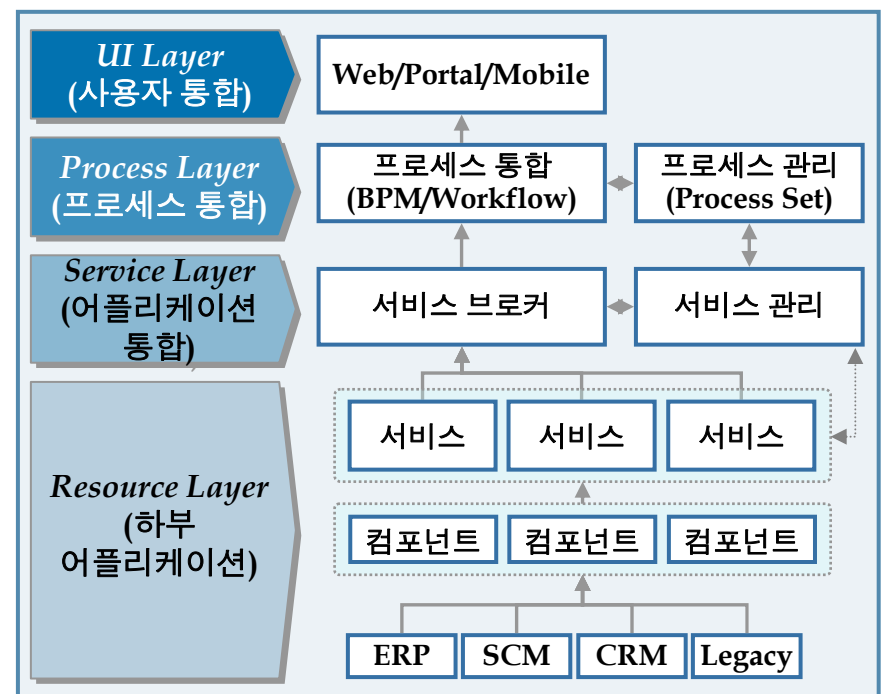 UI Layer
(사용자 통합)
Web/Portal/Mobile
Process Layer
(프로세스 통합)
프로세스 통합
(BPM/Workflow)
프로세스 관리
(Process Set)
Service Layer
(어플리케이션
통합)
서비스 브로커
서비스 관리
Resource Layer
(하부
어플리케이션)
서비스
서비스
서비스
컴포넌트
컴포넌트
컴포넌트
ERP
SCM
CRM
Legacy